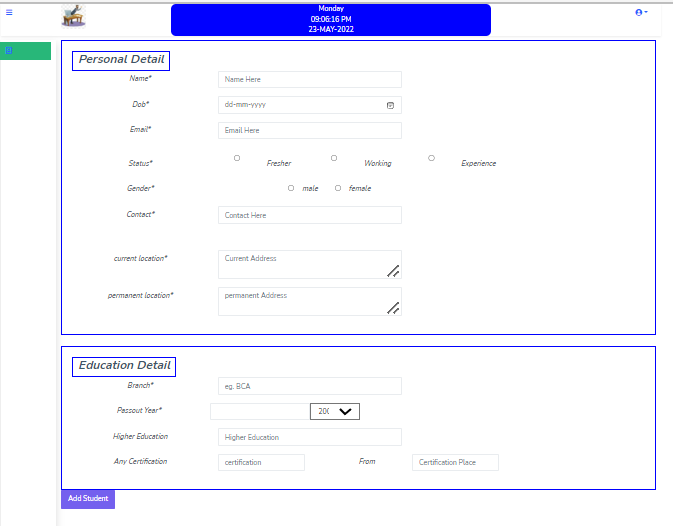 Monday
09:06:16 PM
23-MAY-2022
Personal Detail
Name* Name Here
Dob* dd-mm-yyyy
Email* Email Here
Status* Fresher Working Experience
Gender* male female
Contact* Contact Here
current location* Current Address
permanent location* permanent Address
Education Detail
Branch* eg. BCA
Passout Year*
Higher Education Higher Education
Any Certification certification From Certification Place
Add Student